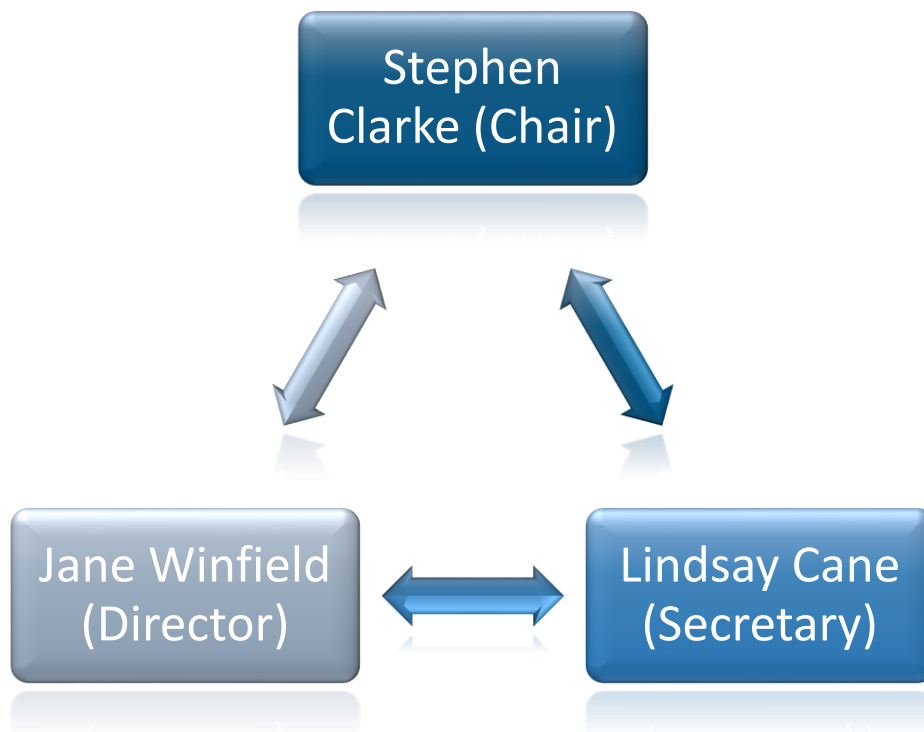 Stephen
Clarke (Chair)
Jane Winfield
(Director)
Lindsay Cane
(Secretary)